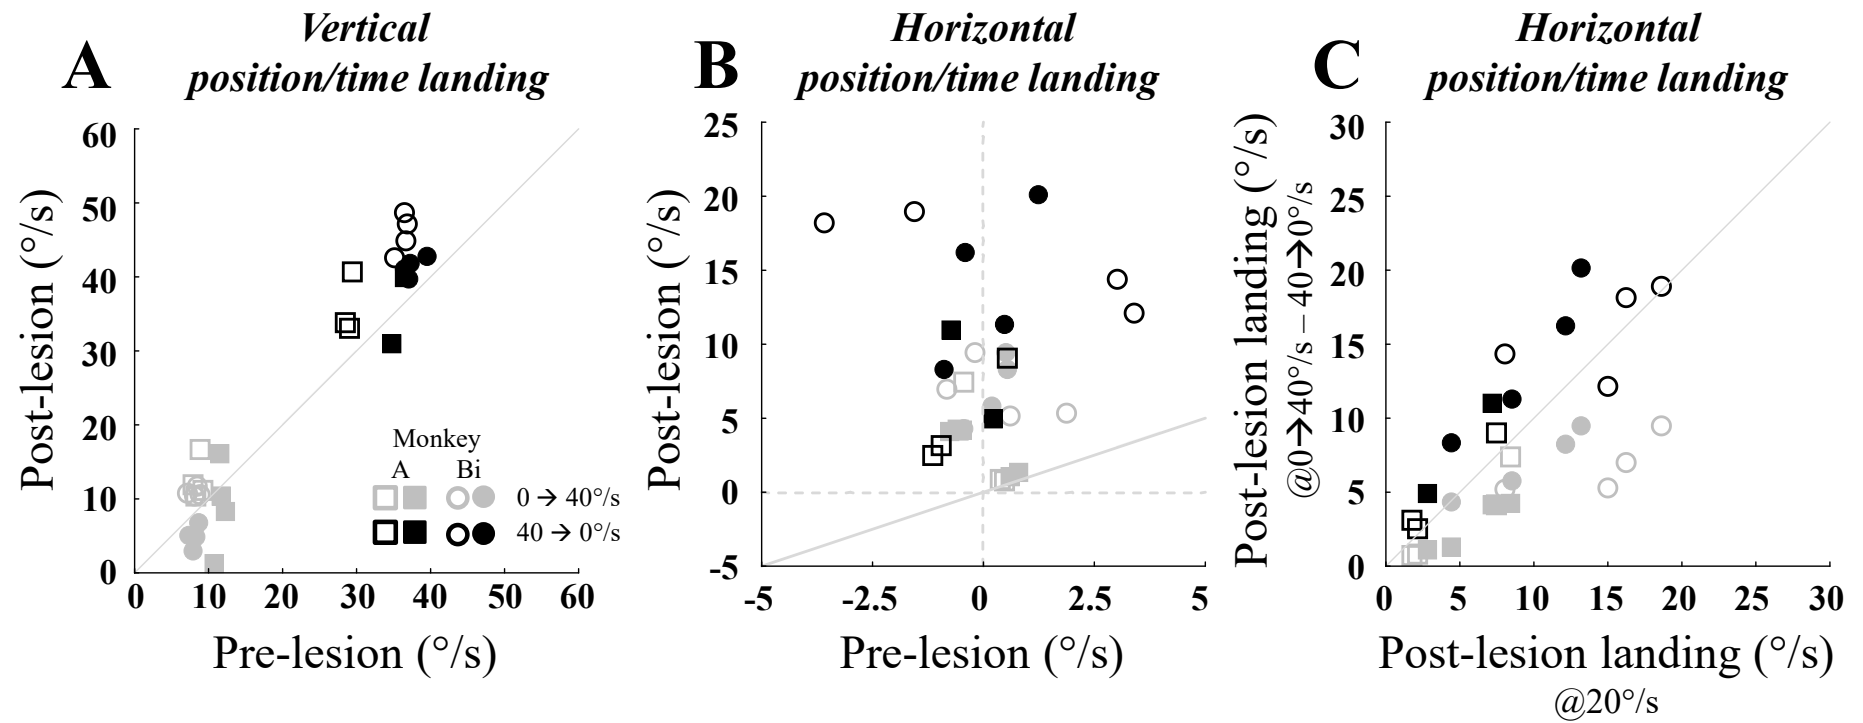 A
Vertical
position/time landing
Post-lesion (°/s)
60
50
40
30
20
10
0
0 10 20 30 40 50 60
Pre-lesion (°/s)
Monkey
A Bi
0 → 40°/s
40 → 0°/s
B
Horizontal
position/time landing
Post-lesion (°/s)
25
20
15
10
5
0
-5
-5 -2.5 0 2.5 5
Pre-lesion (°/s)
C
Horizontal
position/time landing
Post-lesion landing (°/s)
@0→40°/s – 40→0°/s
30
25
20
15
10
5
0
0 5 10 15 20 25 30
Post-lesion landing (°/s)
@20°/s